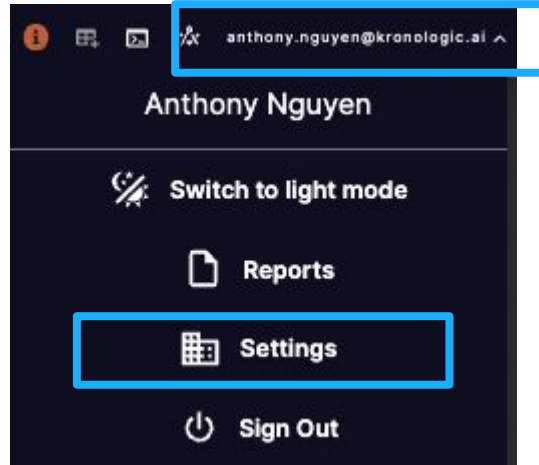 anthony.nguyen@kronologic.ai
Anthony Nguyen
Switch to light mode
Reports
Settings
Sign Out